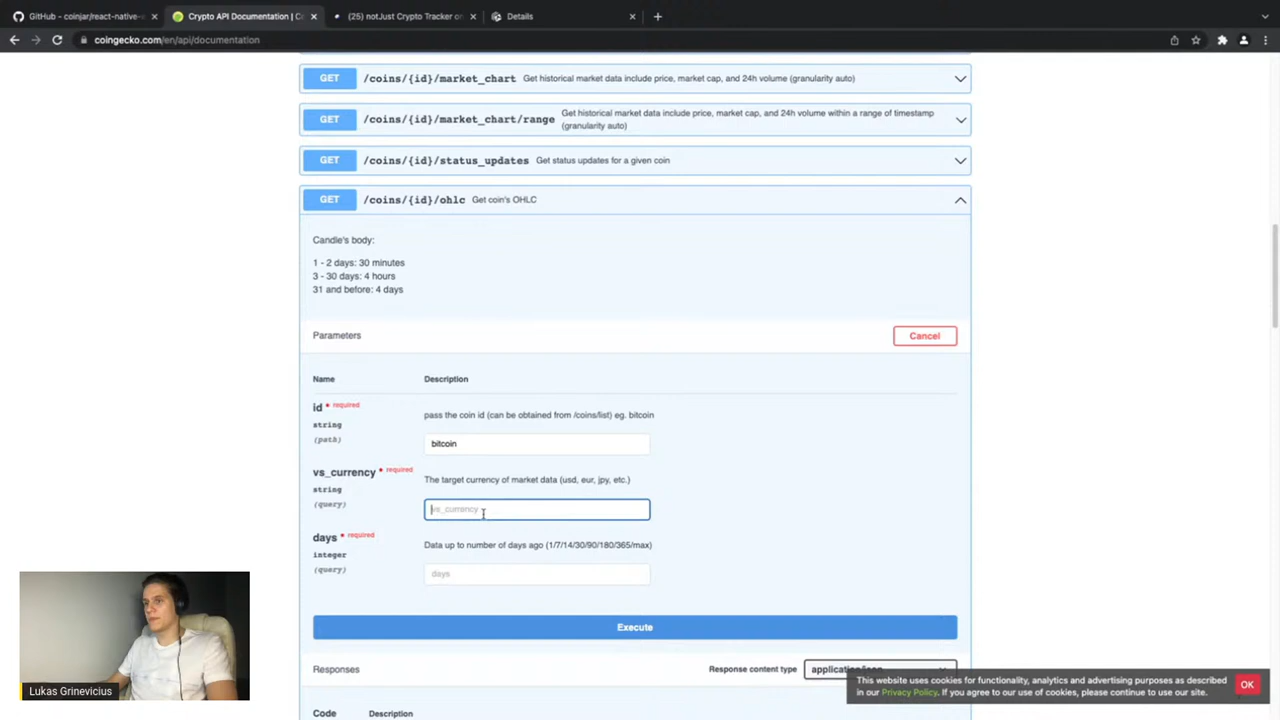 GitHub - coinjar/react-native-
Crypto API Documentation | C
(25) notJust Crypto Tracker on
Details
coingecko.com/en/api/documentation
GET /coins/{id}/market_chart Get historical market data include price, market cap, and 24h volume (granularity auto)
GET /coins/{id}/market_chart/range Get historical market data include price, market cap, and 24h volume within a range of timestamp
(granularity auto)
GET /coins/{id}/status_updates Get status updates for a given coin
GET /coins/{id}/ohlc Get coin's OHLC
Candle's body:
1 - 2 days: 30 minutes
3 - 30 days: 4 hours
31 and before: 4 days
Parameters
Cancel
Name Description
id * required
string
(path)
pass the coin id (can be obtained from /coins/list) eg. bitcoin
bitcoin
vs_currency * required
string
(query)
The target currency of market data (usd, eur, jpy, etc.)
vs_currency
days * required
integer
(query)
Data up to number of days ago (1/7/14/30/90/180/365/max)
days
Execute
Responses
Response content type
application/json
Code Description
This website uses cookies for functionality, analytics and advertising purposes as described
in our Privacy Policy. If you agree to our use of cookies, please continue to use our site.
OK
Lukas Grinevicius